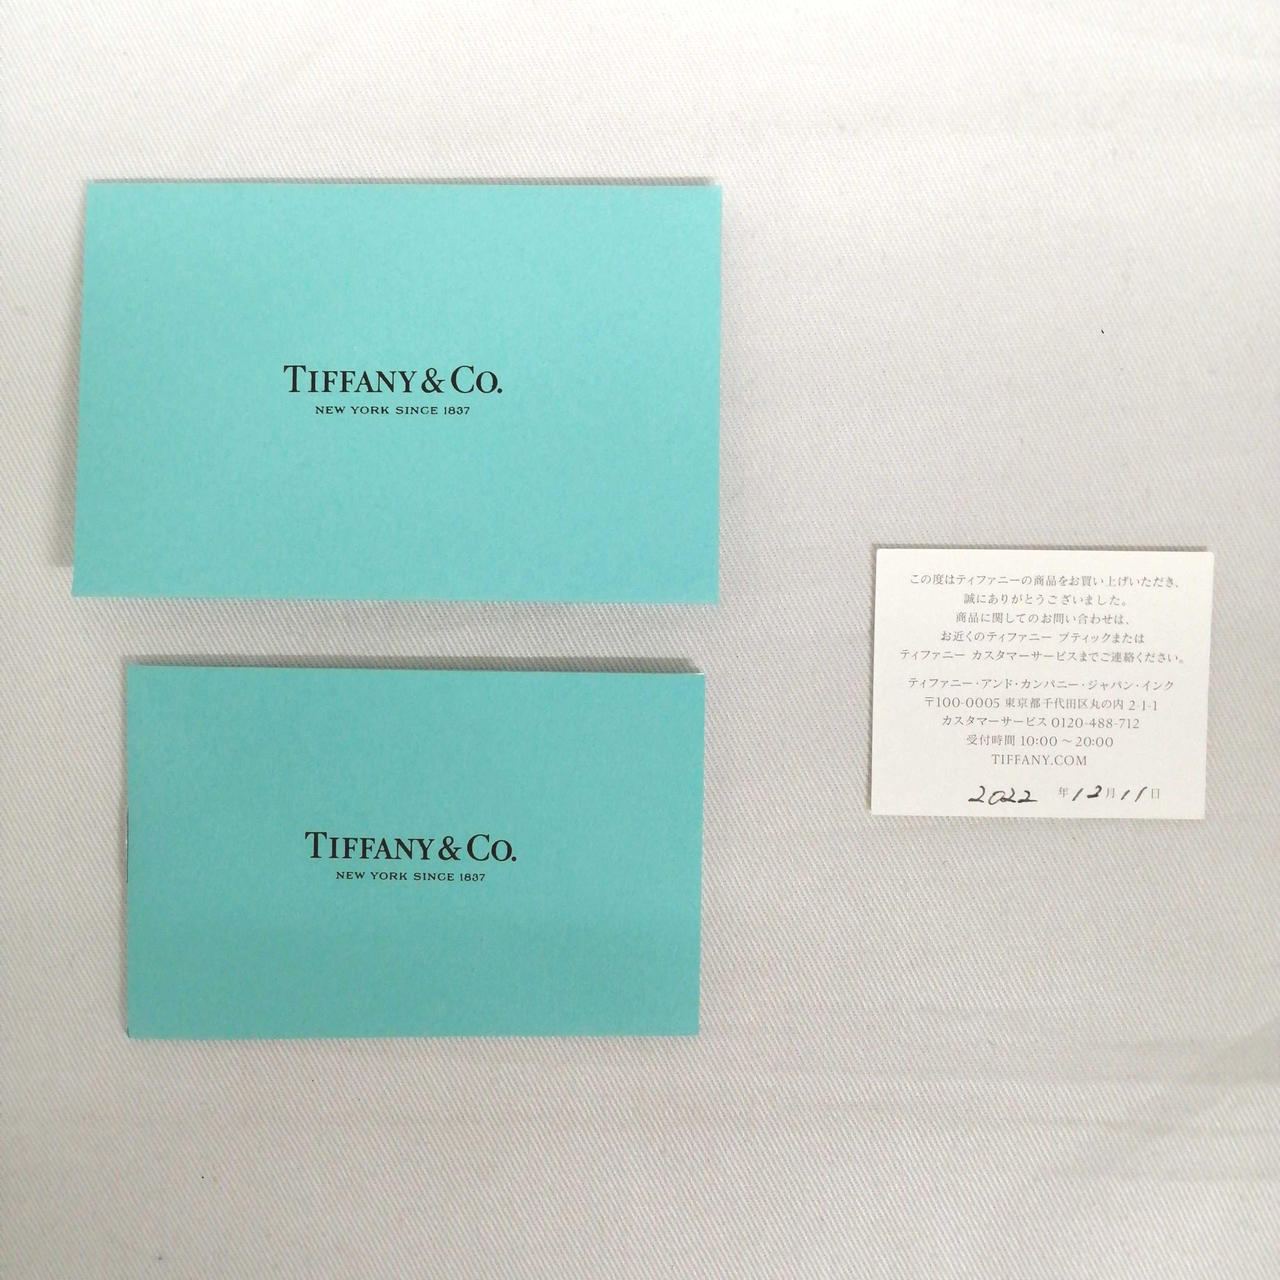 TIFFANY & CO.
NEW YORK SINCE 1837
TIFFANY & CO.
NEW YORK SINCE 1837
この度はティファニーの商品をお買い上げいただき、
誠にありがとうございました。
商品に関してのお問い合わせは、
お近くのティファニー ブティックまたは
ティファニー カスタマーサービスまでご連絡ください。
ティファニー・アンド・カンパニー・ジャパン・インク
〒100-0005 東京都千代田区丸の内 2-1-1
カスタマーサービス 0120-488-712
受付時間 10:00 ～ 20:00
TIFFANY.COM
2022 年 12 月 11 日